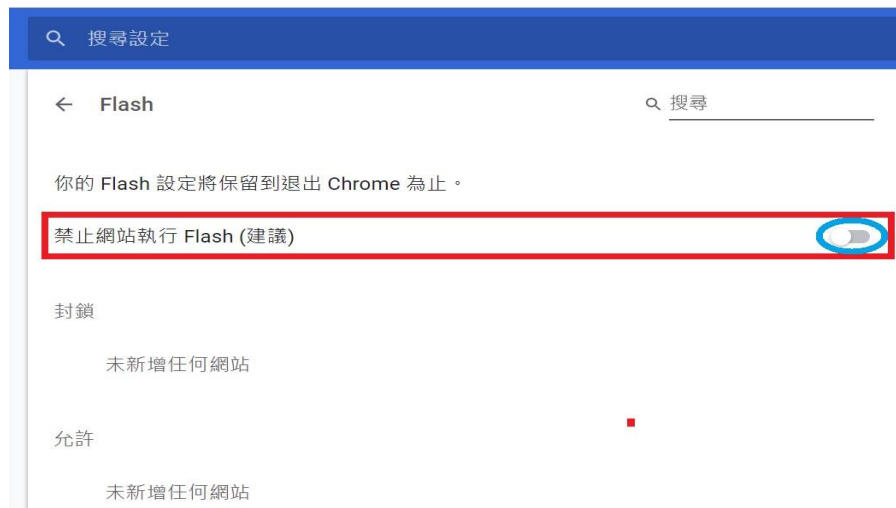 搜尋設定
Flash
搜尋
你的 Flash 設定將保留到退出 Chrome 為止。
禁止網站執行 Flash (建議)
封鎖
未新增任何網站
允許
未新增任何網站